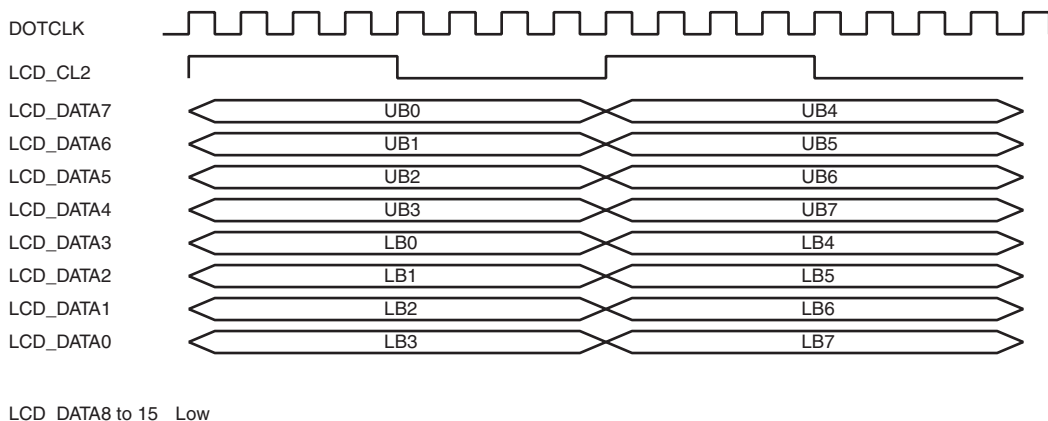 DOTCLK
LCD_CL2
LCD_DATA7 UB0 UB4
LCD_DATA6 UB1 UB5
LCD_DATA5 UB2 UB6
LCD_DATA4 UB3 UB7
LCD_DATA3 LB0 LB4
LCD_DATA2 LB1 LB5
LCD_DATA1 LB2 LB6
LCD_DATA0 LB3 LB7
LCD DATA8 to 15 Low